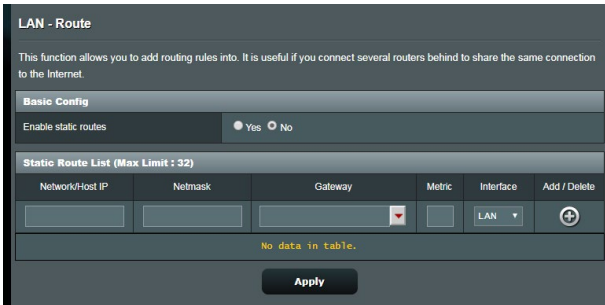 LAN - Route
This function allows you to add routing rules into. It is useful if you connect several routers behind to share the same connection
to the Internet.
Basic Config
Enable static routes Yes No
Static Route List (Max Limit : 32)
Network/Host IP Netmask Gateway Metric Interface Add / Delete
LAN
No data in table.
Apply